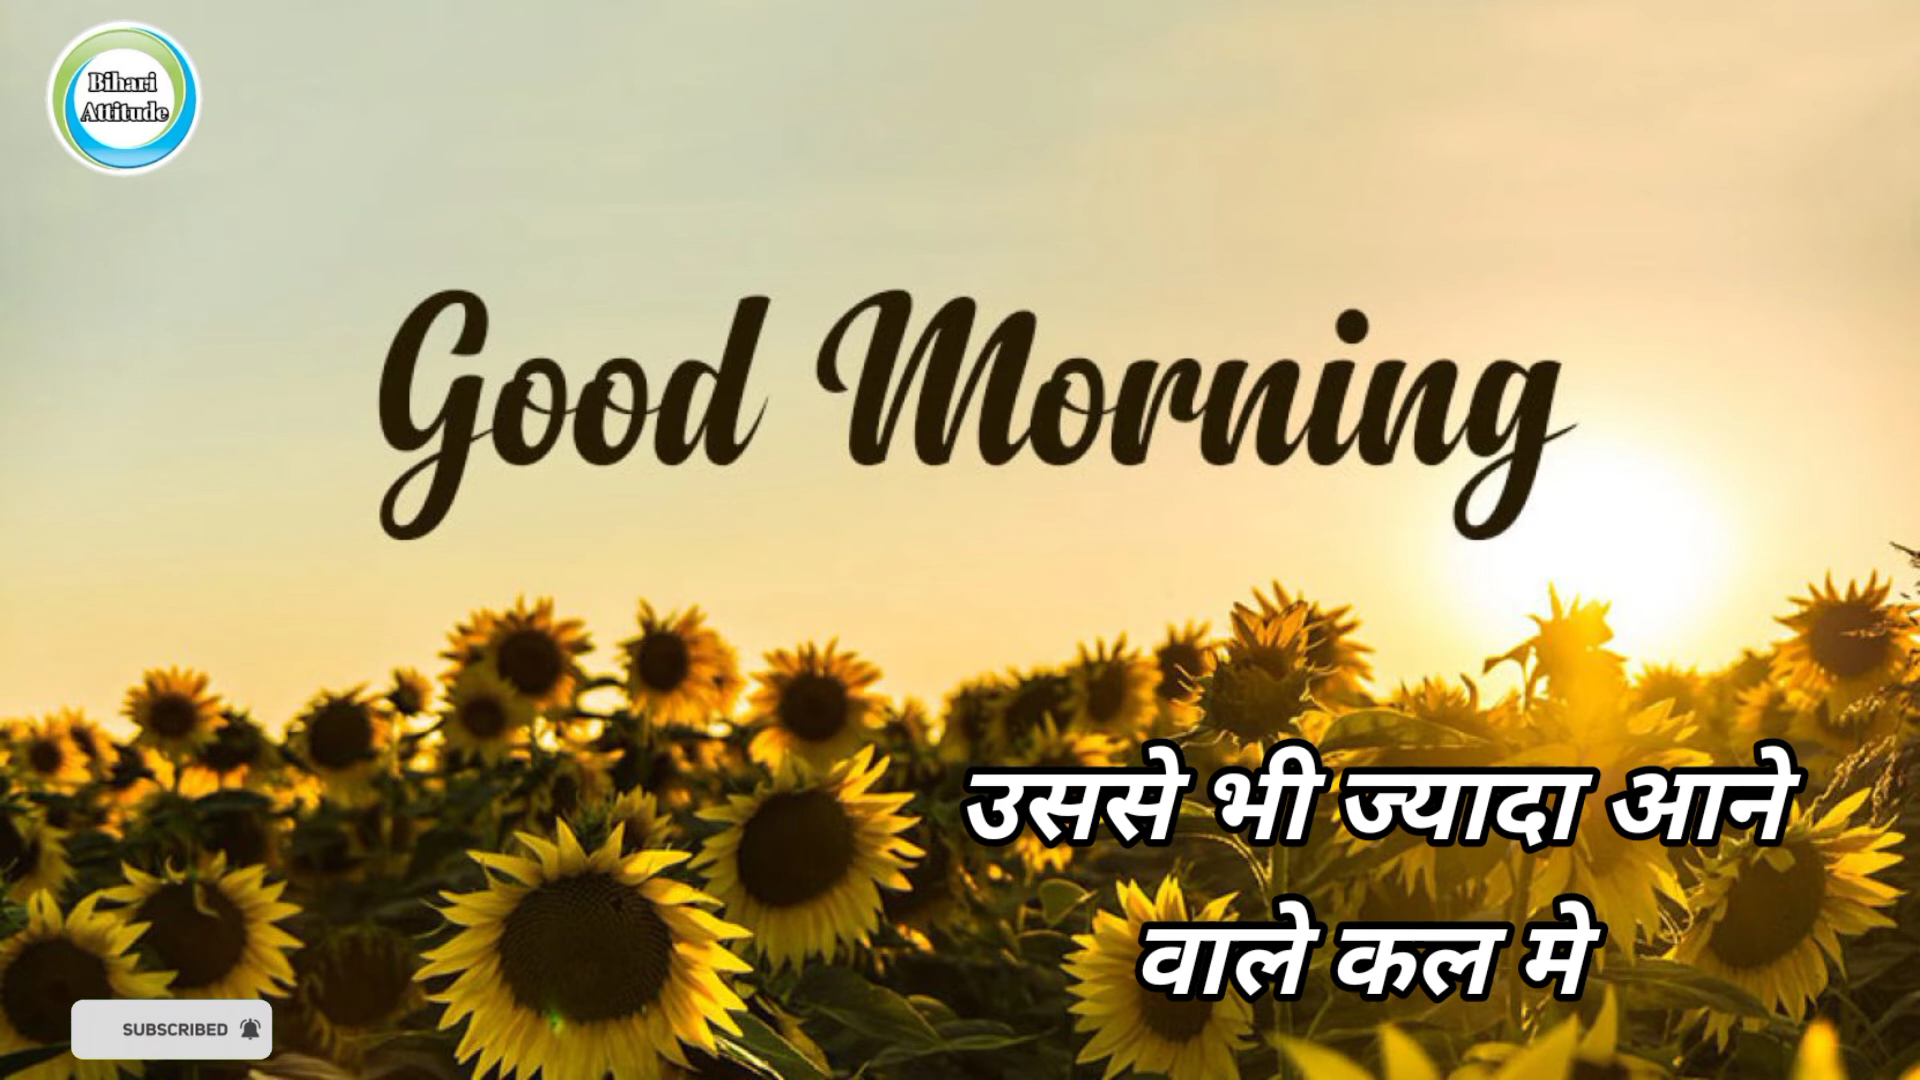 Bihari
Attitude
Good Morning
उससे भी ज्यादा आने
वाले कल मे
SUBSCRIBED